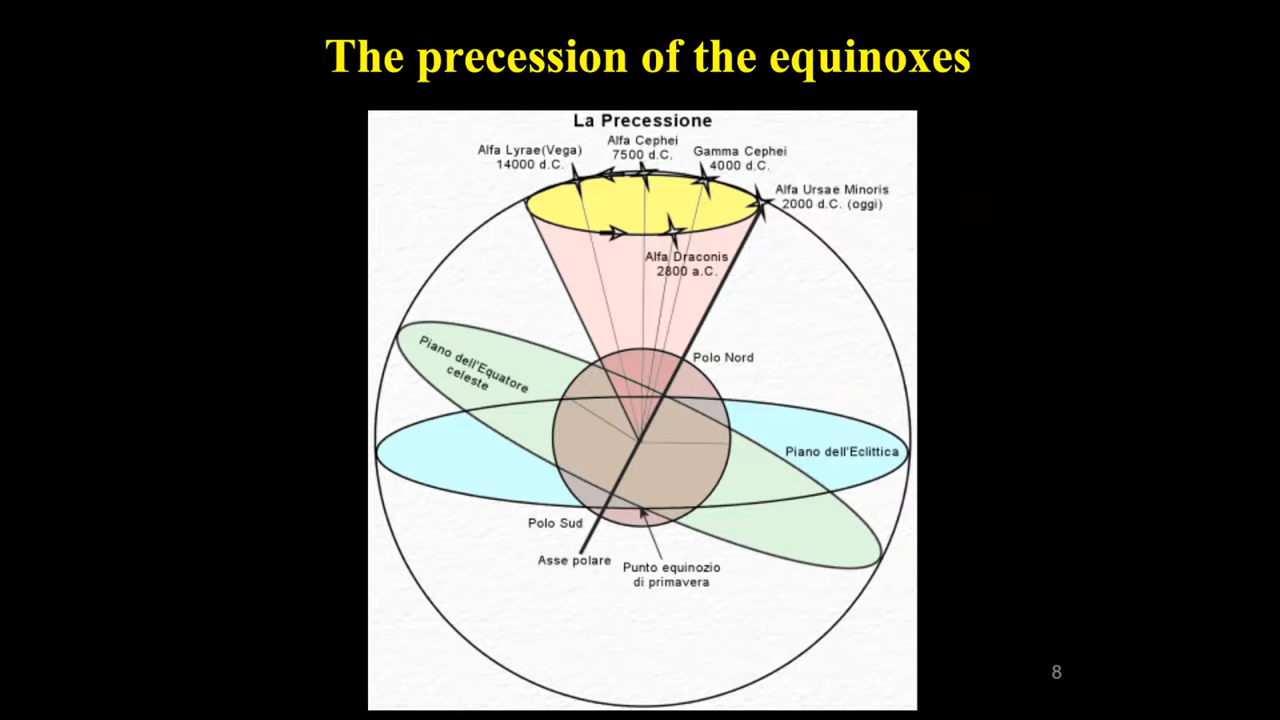 The precession of the equinoxes
La Precessione
Alfa Lyrae(Vega)
14000 d.C.
Alfa Cephei
7500 d.C.
Gamma Cephei
4000 d.C.
Alfa Ursae Minoris
2000 d.C. (oggi)
Alfa Draconis
2800 a.C.
Piano dell'Equatore
celeste
Polo Nord
Piano dell'Eclittica
Polo Sud
Asse polare
Punto equinozio
di primavera
8